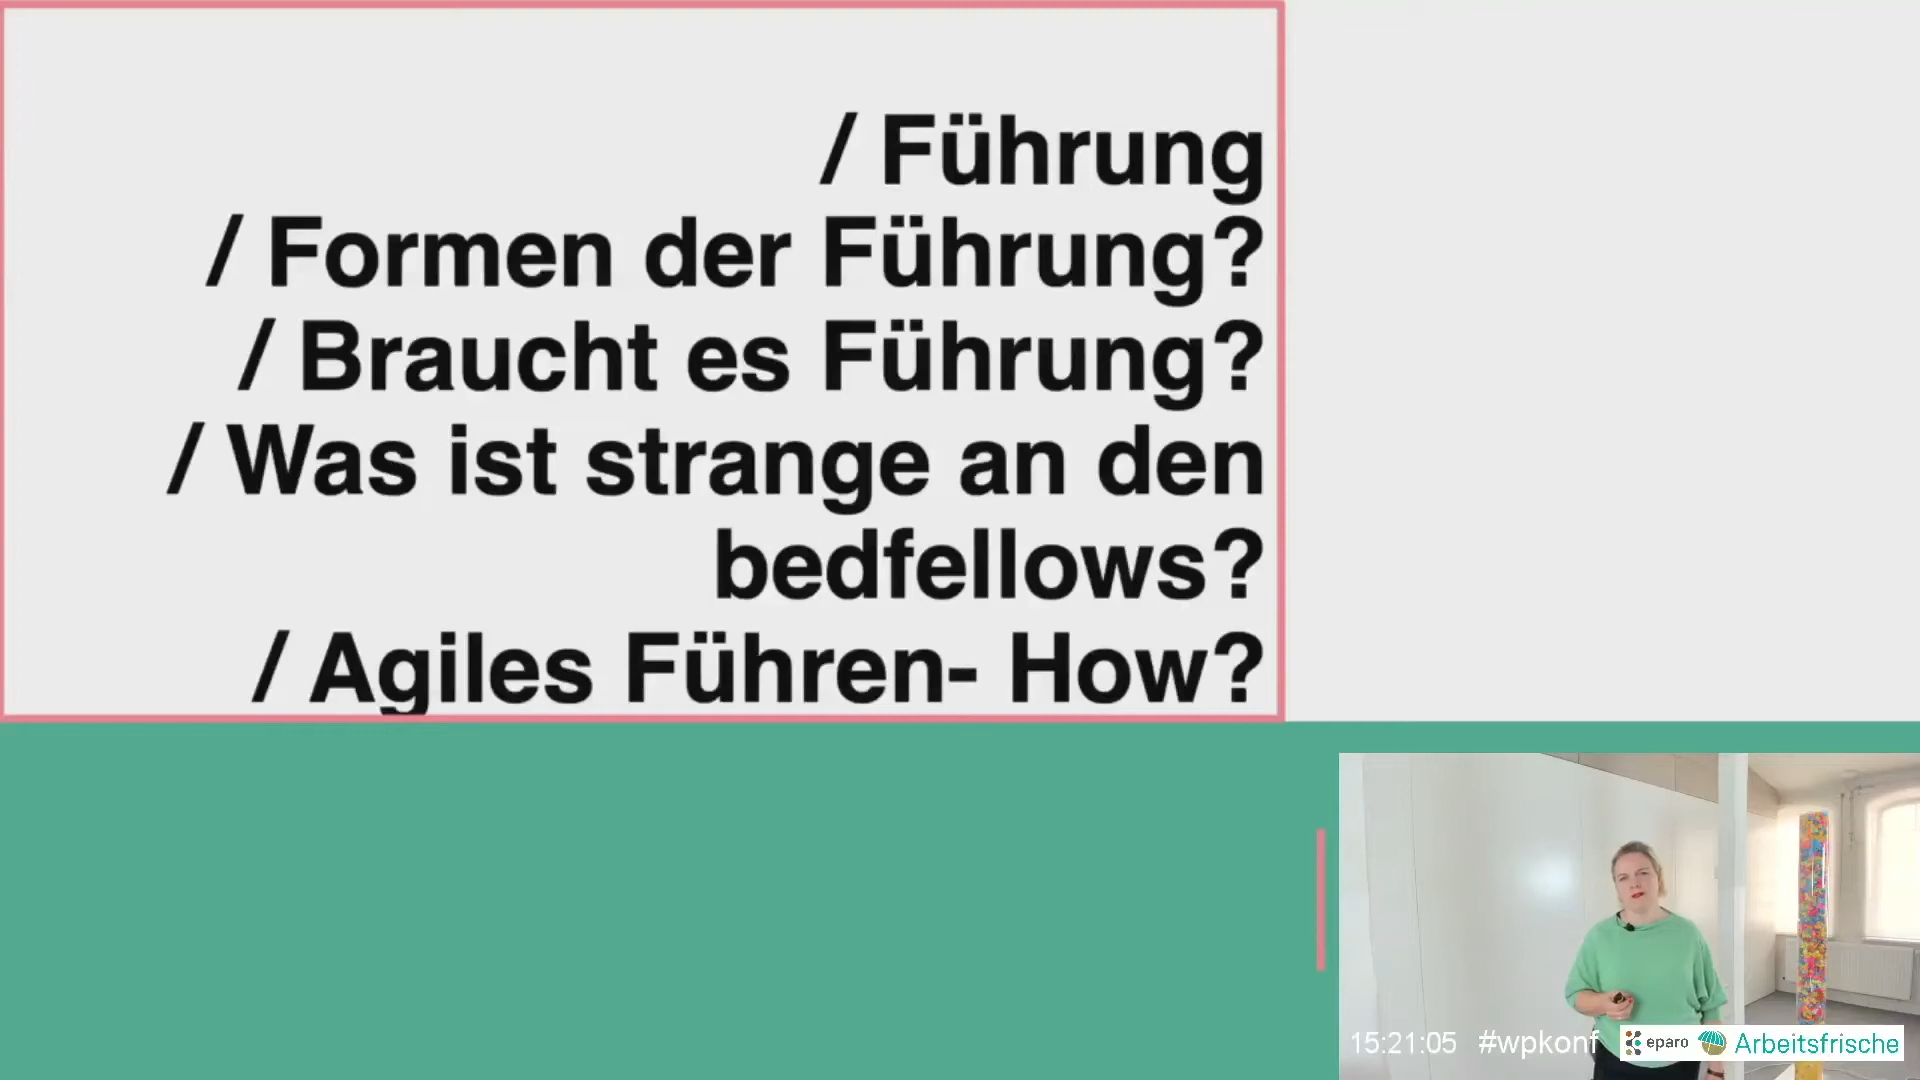 / Führung
/ Formen der Führung?
/ Braucht es Führung?
/ Was ist strange an den
bedfellows?
/ Agiles Führen- How?
15:21:05 #wpkonf eparo Arbeitsfrische